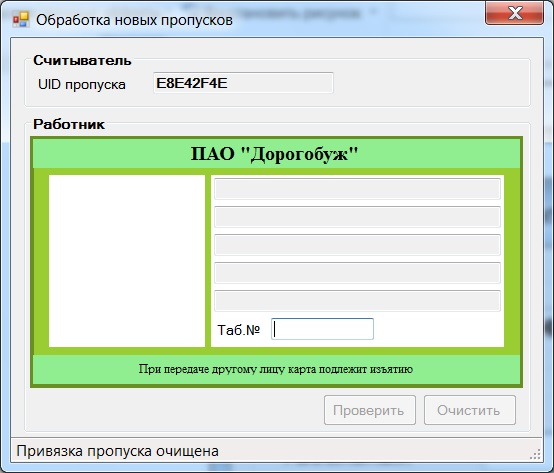 Обработка новых пропусков
Считыватель
UID пропуска E8E42F4E
Работник
ПАО "Дорогобуж"
Таб.№
При передаче другому лицу карта подлежит изъятию
Проверить Очистить
Привязка пропуска очищена